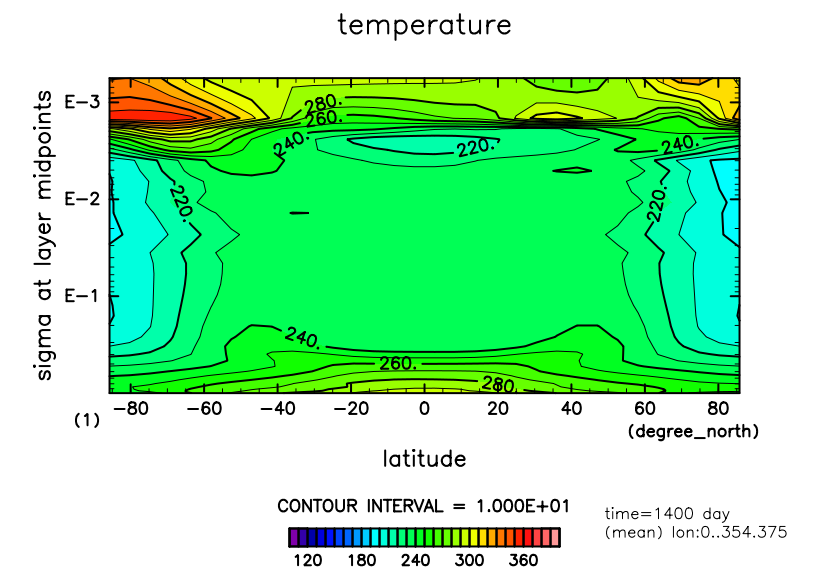 temperature
sigma at layer midpoints
E-3
E-2
E-1
280.
260.
240.
220.
240.
220.
220.
240.
260.
280.
(1)
-80 -60 -40 -20 0 20 40 60 80
(degree_north)
latitude
CONTOUR INTERVAL = 1.000E+01
120 180 240 300 360
time=1400 day
(mean) lon:0..354.375